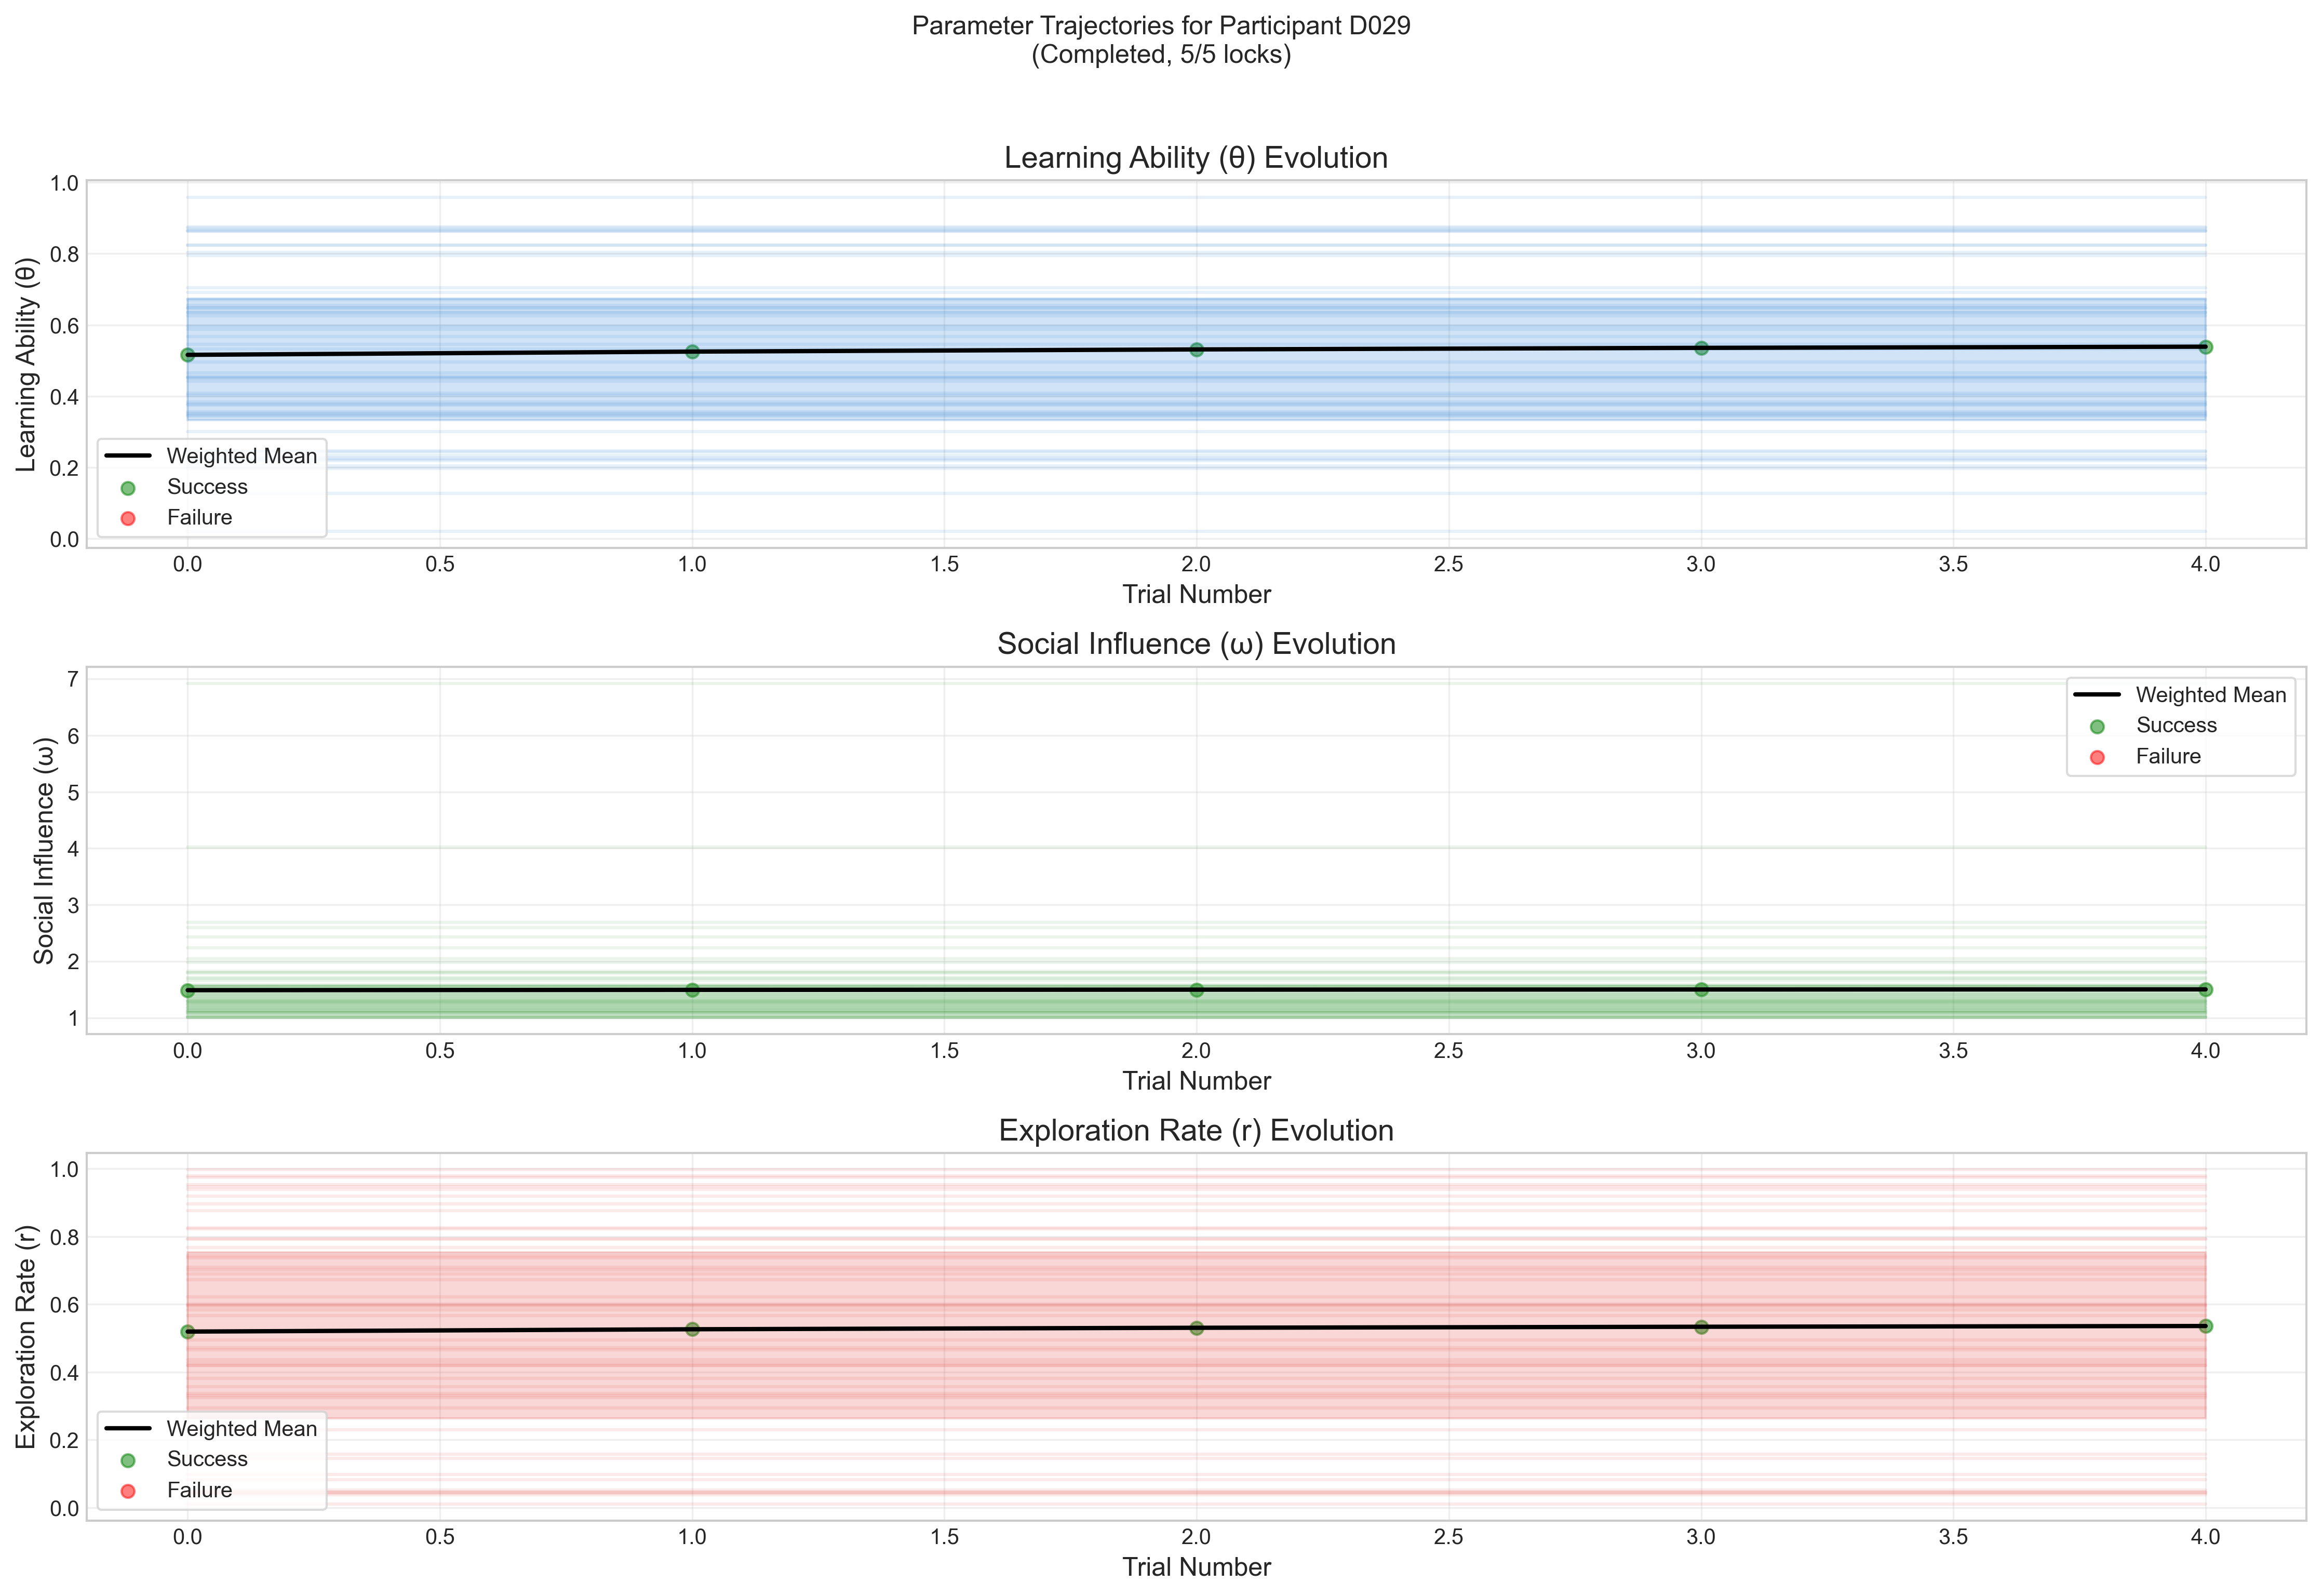 Parameter Trajectories for Participant D029
(Completed, 5/5 locks)
Learning Ability (θ) Evolution
Learning Ability (θ)
1.0
0.8
0.6
0.4
0.2
0.0
Weighted Mean
Success
Failure
0.0 0.5 1.0 1.5 2.0 2.5 3.0 3.5 4.0
Trial Number
Social Influence (ω) Evolution
Social Influence (ω)
7
6
5
4
3
2
1
Weighted Mean
Success
Failure
0.0 0.5 1.0 1.5 2.0 2.5 3.0 3.5 4.0
Trial Number
Exploration Rate (r) Evolution
Exploration Rate (r)
1.0
0.8
0.6
0.4
0.2
0.0
Weighted Mean
Success
Failure
0.0 0.5 1.0 1.5 2.0 2.5 3.0 3.5 4.0
Trial Number